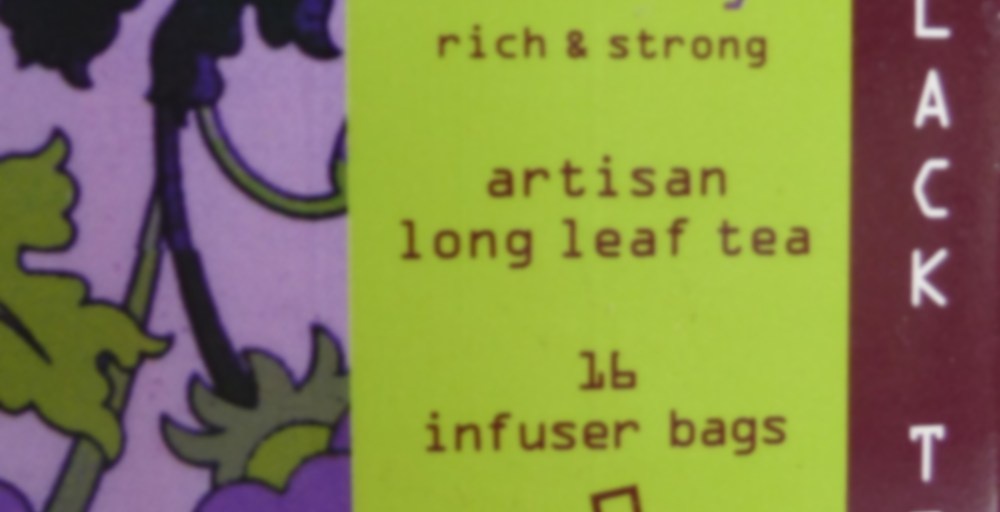 rich & strong
artisan
long leaf tea
16
infuser bags
LACK T